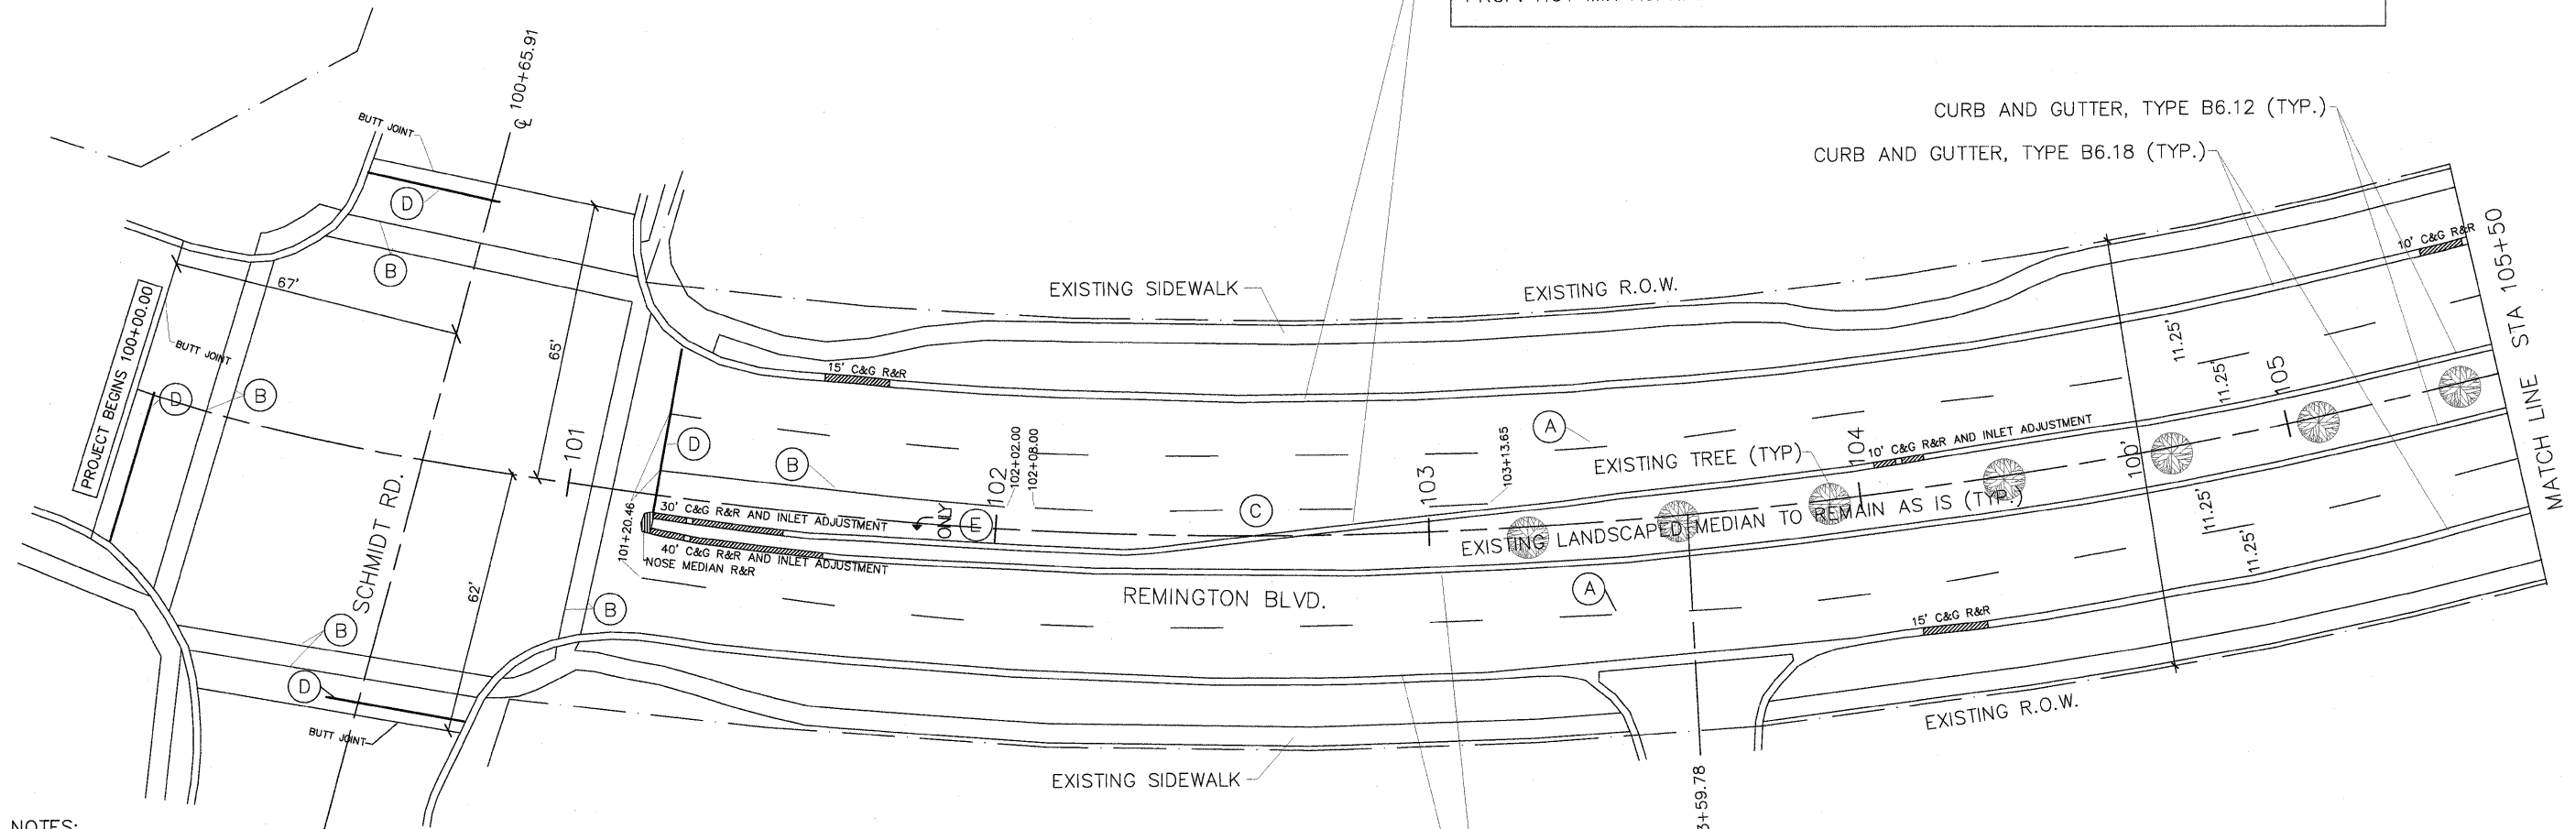 ℄ 100+65.91
CURB AND GUTTER, TYPE B6.12 (TYP.)
BUTT JOINT
CURB AND GUTTER, TYPE B6.18 (TYP.)
D
10' C&G R&R
MATCH LINE STA 105+50
B
67'
EXISTING SIDEWALK
EXISTING R.O.W.
PROJECT BEGINS 100+00.00
BUTT JOINT
65'
11.25'
11.25'
105
15' C&G R&R
D
B
A
101
D
B
102
102+02.00
102+08.00
103
103+13.65
EXISTING TREE (TYP)
104
10' C&G R&R AND INLET ADJUSTMENT
100'
SCHMIDT RD.
101+20.46
30' C&G R&R AND INLET ADJUSTMENT
ONLY
E
C
EXISTING LANDSCAPED MEDIAN TO REMAIN AS IS (TYP.)
11.25'
11.25'
40' C&G R&R AND INLET ADJUSTMENT
NOSE MEDIAN R&R
62'
REMINGTON BLVD.
A
B
B
15' C&G R&R
D
BUTT JOINT
EXISTING R.O.W.
EXISTING SIDEWALK
3+59.78
NOTES: